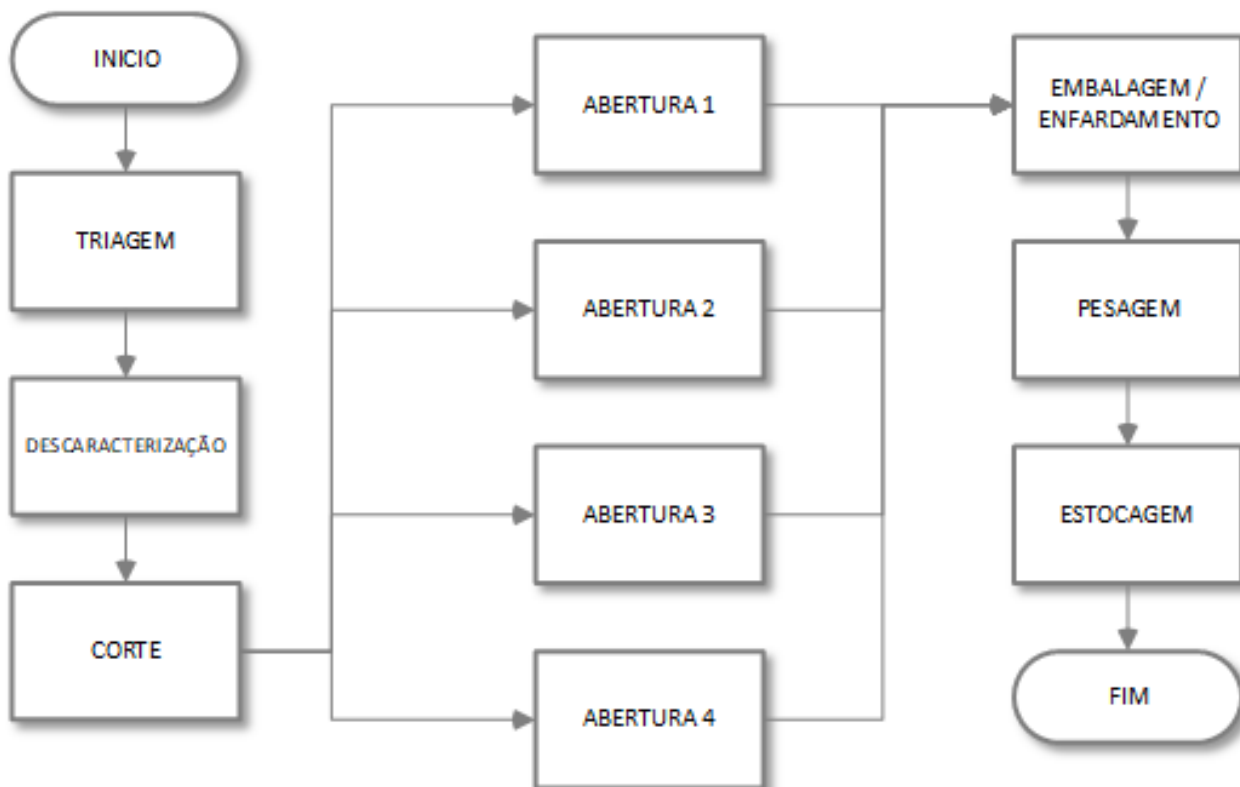 INICIO
TRIAGEM
DESCARACTERIZAÇÃO
CORTE
ABERTURA 1
ABERTURA 2
ABERTURA 3
ABERTURA 4
EMBALAGEM /
ENFARDAMENTO
PESAGEM
ESTOCAGEM
FIM